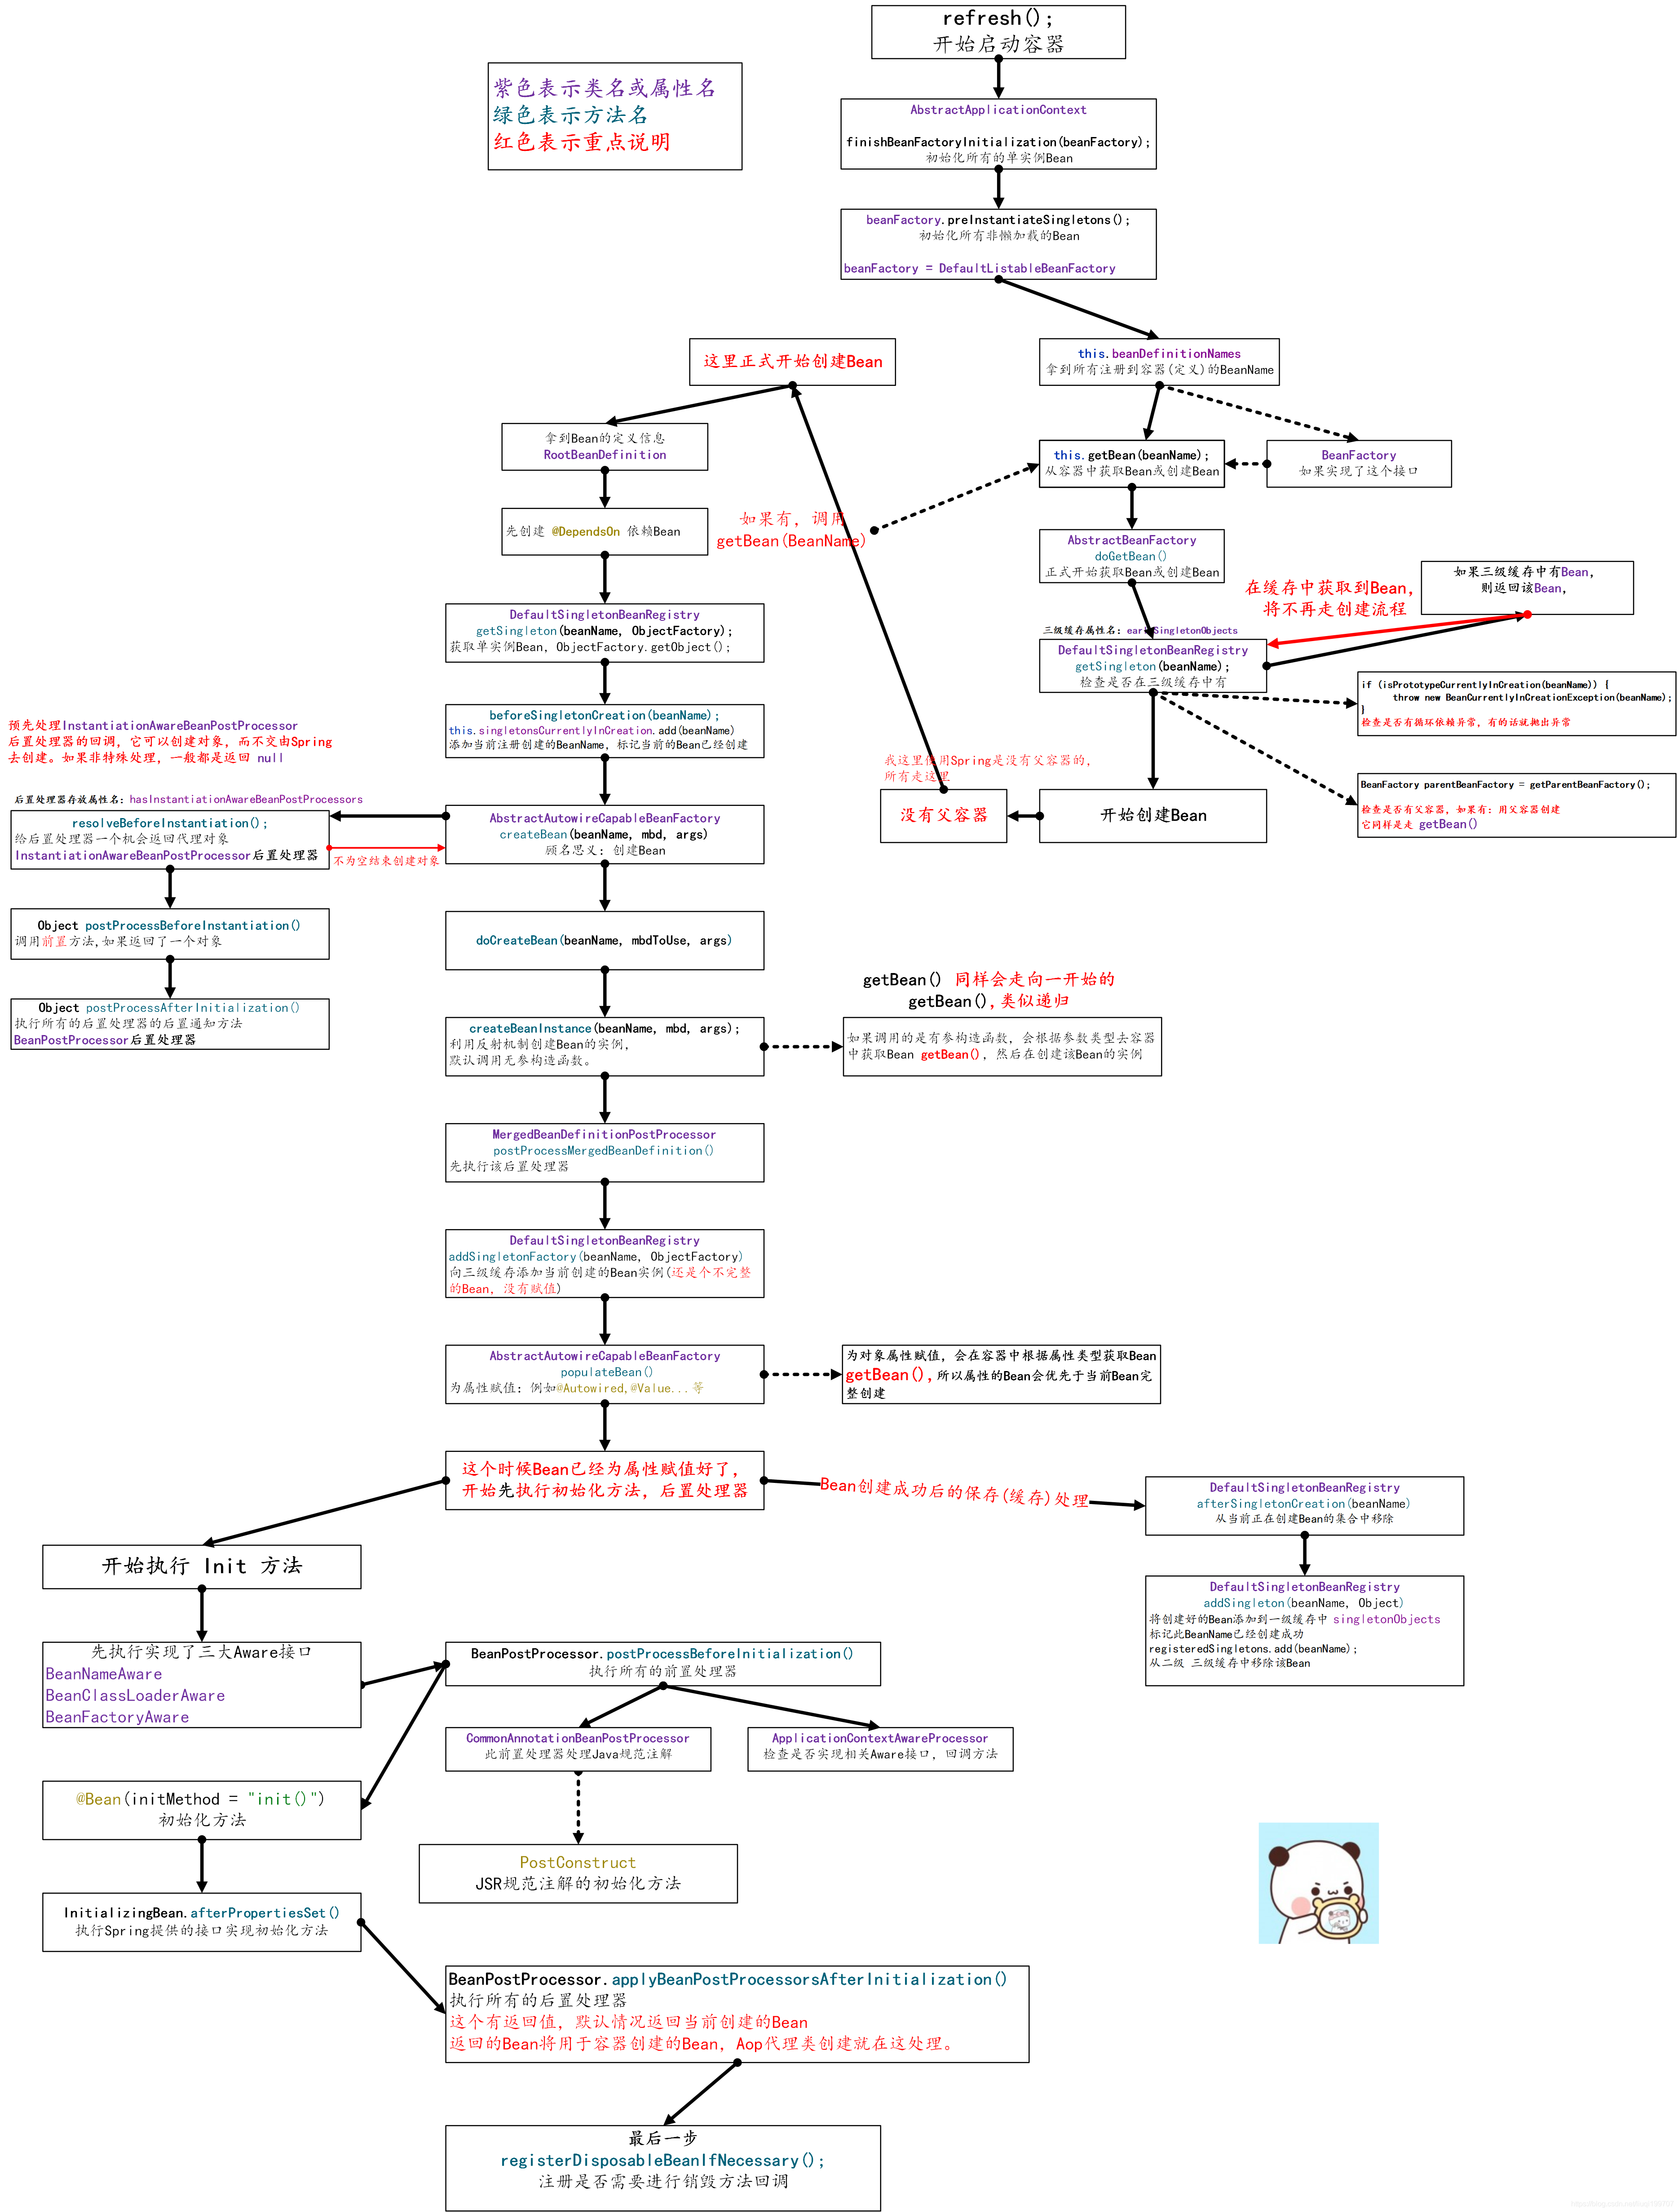 refresh();
开始启动容器
紫色表示类名或属性名
绿色表示方法名
红色表示重点说明
AbstractApplicationContext
finishBeanFactoryInitialization(beanFactory);
初始化所有的单实例Bean
beanFactory.preInstantiateSingletons();
初始化所有非懒加载的Bean
beanFactory = DefaultListableBeanFactory
这里正式开始创建Bean
this.beanDefinitionNames
拿到所有注册到容器(定义)的BeanName
拿到Bean的定义信息
RootBeanDefinition
this.getBean(beanName);
从容器中获取Bean或创建Bean
BeanFactory
如果实现了这个接口
先创建 @DependsOn 依赖Bean
如果有，调用
getBean(BeanName)
AbstractBeanFactory
doGetBean()
正式开始获取Bean或创建Bean
在缓存中获取到Bean，
将不再走创建流程
如果三级缓存中有Bean，
则返回该Bean，
DefaultSingletonBeanRegistry
getSingleton(beanName, ObjectFactory);
获取单实例Bean, ObjectFactory.getObject();
三级缓存属性名：earlySingletonObjects
DefaultSingletonBeanRegistry
getSingleton(beanName);
检查是否在三级缓存中有
if (isPrototypeCurrentlyInCreation(beanName)) {
throw new BeanCurrentlyInCreationException(beanName);
}
检查是否有循环依赖异常，有的话就抛出异常
beforeSingletonCreation(beanName);
this.singletonsCurrentlyInCreation.add(beanName)
添加当前注册创建的BeanName，标记当前的Bean已经创建
预先处理InstantiationAwareBeanPostProcessor
后置处理器的回调，它可以创建对象，而不交由Spring
去创建。如果非特殊处理，一般都是返回 null
我这里使用Spring是没有父容器的，
所有走这里
没有父容器
开始创建Bean
BeanFactory parentBeanFactory = getParentBeanFactory();
检查是否有父容器，如果有：用父容器创建
它同样是走 getBean()
后置处理器存放属性名：hasInstantiationAwareBeanPostProcessors
resolveBeforeInstantiation();
给后置处理器一个机会返回代理对象
InstantiationAwareBeanPostProcessor后置处理器
不为空结束创建对象
AbstractAutowireCapableBeanFactory
createBean(beanName, mbd, args)
顾名思义：创建Bean
Object postProcessBeforeInstantiation()
调用前置方法,如果返回了一个对象
doCreateBean(beanName, mbdToUse, args)
Object postProcessAfterInitialization()
执行所有的后置处理器的后置通知方法
BeanPostProcessor后置处理器
getBean() 同样会走向一开始的
getBean(),类似递归
createBeanInstance(beanName, mbd, args);
利用反射机制创建Bean的实例，
默认调用无参构造函数。
如果调用的是有参构造函数，会根据参数类型去容器
中获取Bean getBean()，然后在创建该Bean的实例
MergedBeanDefinitionPostProcessor
postProcessMergedBeanDefinition()
先执行该后置处理器
DefaultSingletonBeanRegistry
addSingletonFactory(beanName, ObjectFactory)
向三级缓存添加当前创建的Bean实例(还是个不完整
的Bean，没有赋值)
AbstractAutowireCapableBeanFactory
populateBean()
为属性赋值：例如@Autowired,@Value...等
为对象属性赋值，会在容器中根据属性类型获取Bean
getBean(),所以属性的Bean会优先于当前Bean完
整创建
这个时候Bean已经为属性赋值好了，
开始先执行初始化方法，后置处理器
Bean创建成功后的保存(缓存)处理
DefaultSingletonBeanRegistry
afterSingletonCreation(beanName)
从当前正在创建Bean的集合中移除
开始执行 Init 方法
DefaultSingletonBeanRegistry
addSingleton(beanName, Object)
将创建好的Bean添加到一级缓存中 singletonObjects
标记此BeanName已经创建成功
registeredSingletons.add(beanName);
从二级 三级缓存中移除该Bean
先执行实现了三大Aware接口
BeanNameAware
BeanClassLoaderAware
BeanFactoryAware
BeanPostProcessor.postProcessBeforeInitialization()
执行所有的前置处理器
CommonAnnotationBeanPostProcessor
此前置处理器处理Java规范注解
ApplicationContextAwareProcessor
检查是否实现相关Aware接口，回调方法
@Bean(initMethod = "init()")
初始化方法
PostConstruct
JSR规范注解的初始化方法
InitializingBean.afterPropertiesSet()
执行Spring提供的接口实现初始化方法
BeanPostProcessor.applyBeanPostProcessorsAfterInitialization()
执行所有的后置处理器
这个有返回值，默认情况返回当前创建的Bean
返回的Bean将用于容器创建的Bean，Aop代理类创建就在这处理。
最后一步
registerDisposableBeanIfNecessary();
注册是否需要进行销毁方法回调